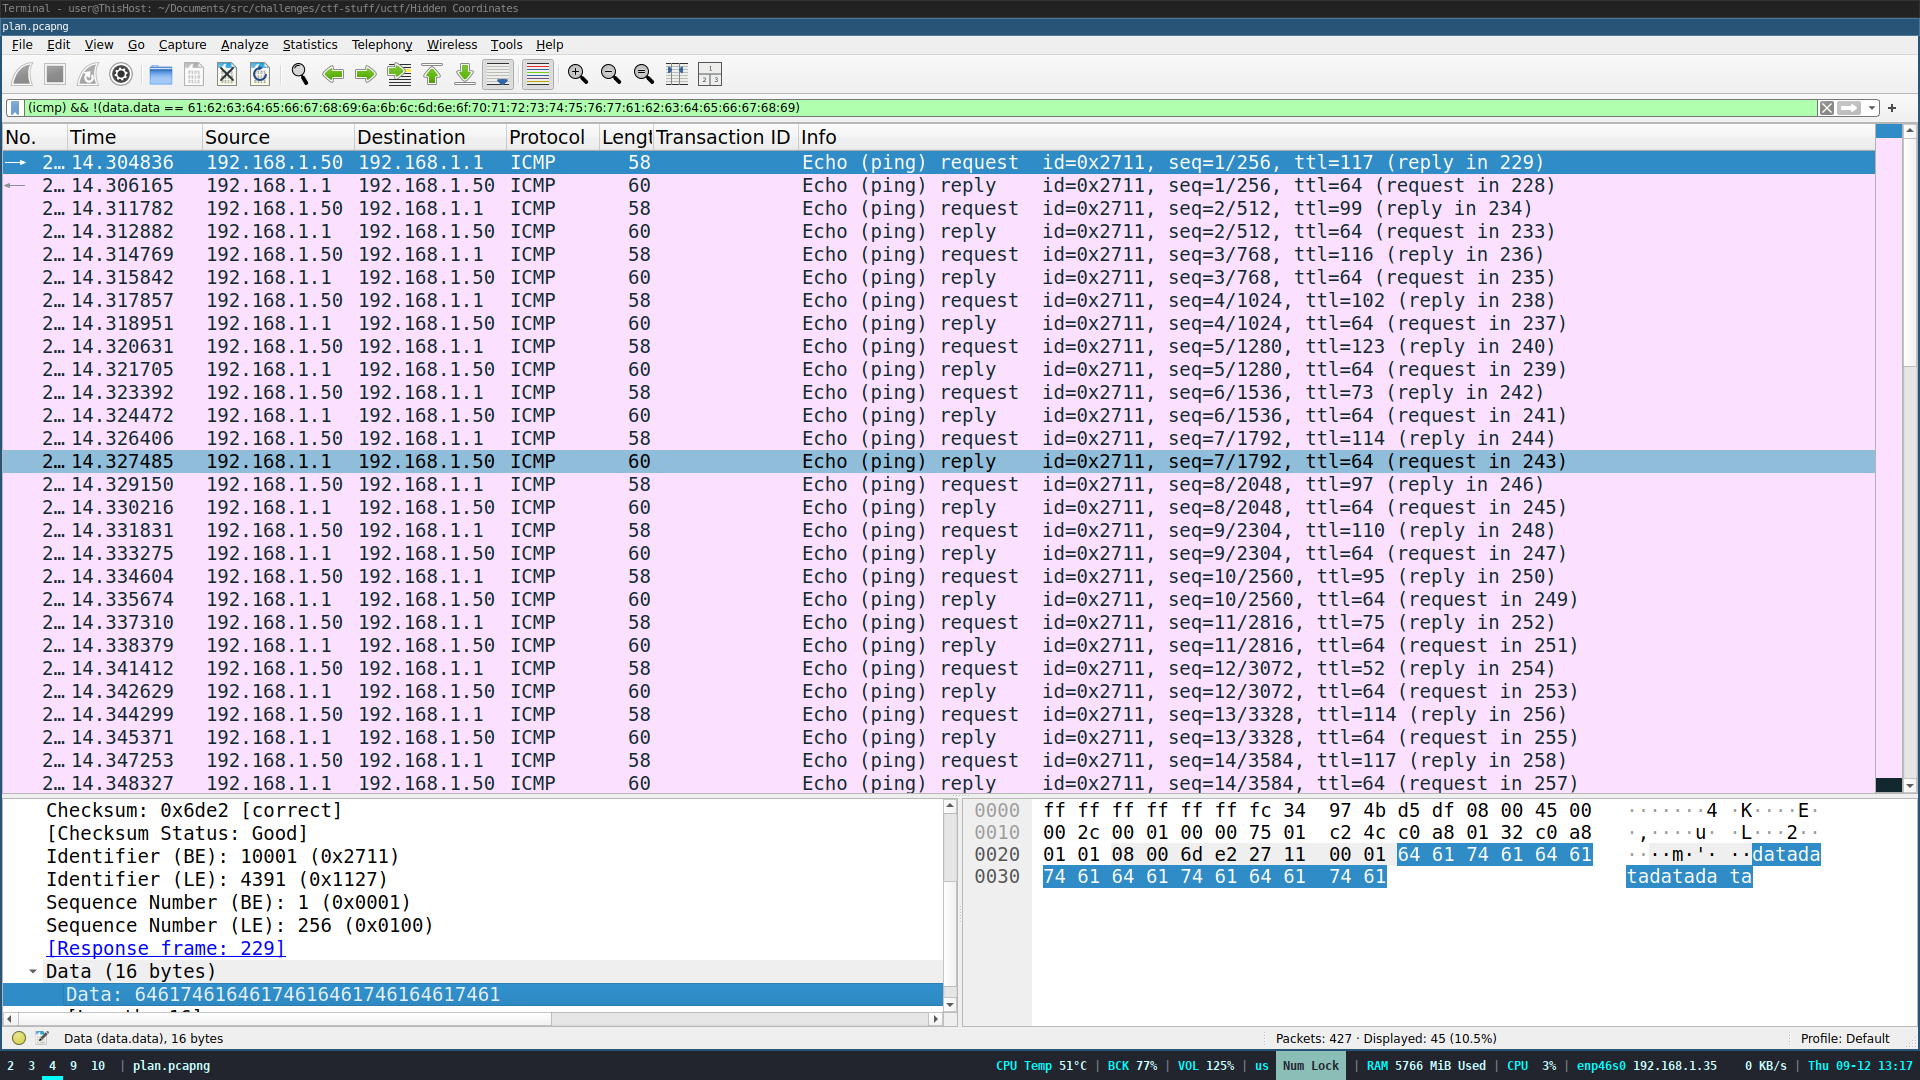 Terminal - user@ThisHost: ~/Documents/src/challenges/ctf-stuff/uctf/Hidden Coordinates
plan.pcapng
File Edit View Go Capture Analyze Statistics Telephony Wireless Tools Help
(icmp) && !(data.data == 61:62:63:64:65:66:67:68:69:6a:6b:6c:6d:6e:6f:70:71:72:73:74:75:76:77:61:62:63:64:65:66:67:68:69)
No. Time Source Destination Protocol Lengt Transaction ID Info
2… 14.304836 192.168.1.50 192.168.1.1 ICMP 58 Echo (ping) request id=0x2711, seq=1/256, ttl=117 (reply in 229)
2… 14.306165 192.168.1.1 192.168.1.50 ICMP 60 Echo (ping) reply id=0x2711, seq=1/256, ttl=64 (request in 228)
2… 14.311782 192.168.1.50 192.168.1.1 ICMP 58 Echo (ping) request id=0x2711, seq=2/512, ttl=99 (reply in 234)
2… 14.312882 192.168.1.1 192.168.1.50 ICMP 60 Echo (ping) reply id=0x2711, seq=2/512, ttl=64 (request in 233)
2… 14.314769 192.168.1.50 192.168.1.1 ICMP 58 Echo (ping) request id=0x2711, seq=3/768, ttl=116 (reply in 236)
2… 14.315842 192.168.1.1 192.168.1.50 ICMP 60 Echo (ping) reply id=0x2711, seq=3/768, ttl=64 (request in 235)
2… 14.317857 192.168.1.50 192.168.1.1 ICMP 58 Echo (ping) request id=0x2711, seq=4/1024, ttl=102 (reply in 238)
2… 14.318951 192.168.1.1 192.168.1.50 ICMP 60 Echo (ping) reply id=0x2711, seq=4/1024, ttl=64 (request in 237)
2… 14.320631 192.168.1.50 192.168.1.1 ICMP 58 Echo (ping) request id=0x2711, seq=5/1280, ttl=123 (reply in 240)
2… 14.321705 192.168.1.1 192.168.1.50 ICMP 60 Echo (ping) reply id=0x2711, seq=5/1280, ttl=64 (request in 239)
2… 14.323392 192.168.1.50 192.168.1.1 ICMP 58 Echo (ping) request id=0x2711, seq=6/1536, ttl=73 (reply in 242)
2… 14.324472 192.168.1.1 192.168.1.50 ICMP 60 Echo (ping) reply id=0x2711, seq=6/1536, ttl=64 (request in 241)
2… 14.326406 192.168.1.50 192.168.1.1 ICMP 58 Echo (ping) request id=0x2711, seq=7/1792, ttl=114 (reply in 244)
2… 14.327485 192.168.1.1 192.168.1.50 ICMP 60 Echo (ping) reply id=0x2711, seq=7/1792, ttl=64 (request in 243)
2… 14.329150 192.168.1.50 192.168.1.1 ICMP 58 Echo (ping) request id=0x2711, seq=8/2048, ttl=97 (reply in 246)
2… 14.330216 192.168.1.1 192.168.1.50 ICMP 60 Echo (ping) reply id=0x2711, seq=8/2048, ttl=64 (request in 245)
2… 14.331831 192.168.1.50 192.168.1.1 ICMP 58 Echo (ping) request id=0x2711, seq=9/2304, ttl=110 (reply in 248)
2… 14.333275 192.168.1.1 192.168.1.50 ICMP 60 Echo (ping) reply id=0x2711, seq=9/2304, ttl=64 (request in 247)
2… 14.334604 192.168.1.50 192.168.1.1 ICMP 58 Echo (ping) request id=0x2711, seq=10/2560, ttl=95 (reply in 250)
2… 14.335674 192.168.1.1 192.168.1.50 ICMP 60 Echo (ping) reply id=0x2711, seq=10/2560, ttl=64 (request in 249)
2… 14.337310 192.168.1.50 192.168.1.1 ICMP 58 Echo (ping) request id=0x2711, seq=11/2816, ttl=75 (reply in 252)
2… 14.338379 192.168.1.1 192.168.1.50 ICMP 60 Echo (ping) reply id=0x2711, seq=11/2816, ttl=64 (request in 251)
2… 14.341412 192.168.1.50 192.168.1.1 ICMP 58 Echo (ping) request id=0x2711, seq=12/3072, ttl=52 (reply in 254)
2… 14.342629 192.168.1.1 192.168.1.50 ICMP 60 Echo (ping) reply id=0x2711, seq=12/3072, ttl=64 (request in 253)
2… 14.344299 192.168.1.50 192.168.1.1 ICMP 58 Echo (ping) request id=0x2711, seq=13/3328, ttl=114 (reply in 256)
2… 14.345371 192.168.1.1 192.168.1.50 ICMP 60 Echo (ping) reply id=0x2711, seq=13/3328, ttl=64 (request in 255)
2… 14.347253 192.168.1.50 192.168.1.1 ICMP 58 Echo (ping) request id=0x2711, seq=14/3584, ttl=117 (reply in 258)
2… 14.348327 192.168.1.1 192.168.1.50 ICMP 60 Echo (ping) reply id=0x2711, seq=14/3584, ttl=64 (request in 257)
Checksum: 0x6de2 [correct]
[Checksum Status: Good]
Identifier (BE): 10001 (0x2711)
Identifier (LE): 4391 (0x1127)
Sequence Number (BE): 1 (0x0001)
Sequence Number (LE): 256 (0x0100)
[Response frame: 229]
Data (16 bytes)
Data: 64617461646174616461746164617461
0000 ff ff ff ff ff ff fc 34 97 4b d5 df 08 00 45 00 ·······4 ·K····E·
0010 00 2c 00 01 00 00 75 01 c2 4c c0 a8 01 32 c0 a8 ·,····u· ·L···2··
0020 01 01 08 00 6d e2 27 11 00 01 64 61 74 61 64 61 ····m·'· ··datada
0030 74 61 64 61 74 61 64 61 74 61 tadatada ta
Data (data.data), 16 bytes
Packets: 427 · Displayed: 45 (10.5%)
Profile: Default
2 3 4 9 10 | plan.pcapng
CPU Temp 51°C | BCK 77% | VOL 125% | us Num Lock | RAM 5766 MiB Used | CPU 3% | enp46s0 192.168.1.35 0 KB/s | Thu 09-12 13:17